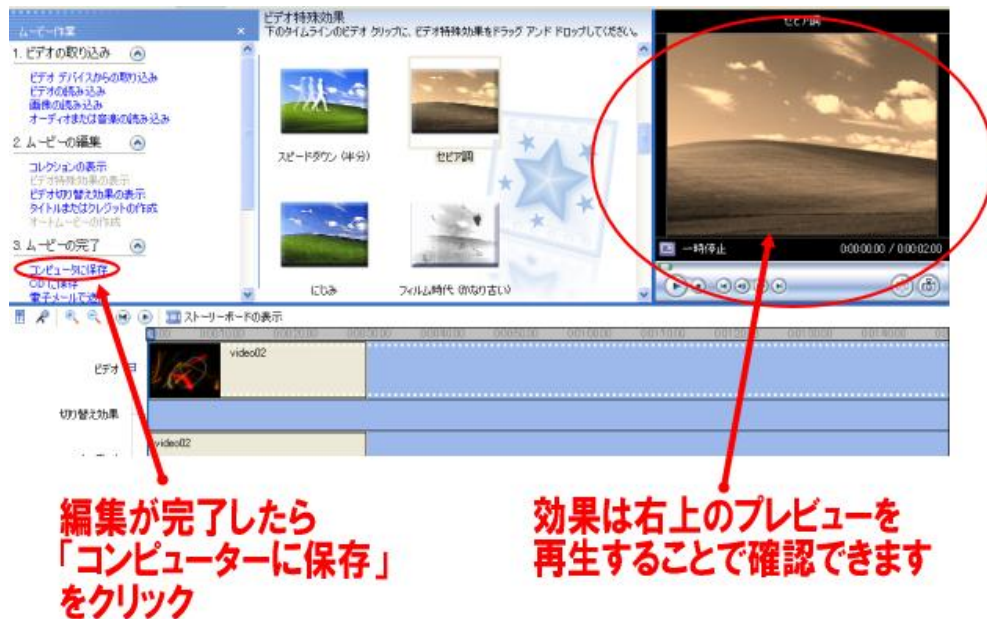 ムービー作業
×
1. ビデオの取り込み
ビデオ デバイスからの取り込み
ビデオの読み込み
画像の読み込み
オーディオまたは音楽の読み込み
2. ムービーの編集
コレクションの表示
ビデオ特殊効果の表示
ビデオ切り替え効果の表示
タイトルまたはクレジットの作成
オートムービーの作成
3. ムービーの完了
コンピュータに保存
CD に保存
電子メールで送
ビデオ特殊効果
下のタイムラインのビデオ クリップに、ビデオ特殊効果をドラッグ アンド ドロップしてください。
スピードダウン (半分)
セピア調
にじみ
フィルム時代 (かなり古い)
セピア調
一時停止
0:00:00.00 / 0:00:02.00
ストーリーボードの表示
ビデオ
video02
切り替え効果
video02
編集が完了したら
「コンピューターに保存」
をクリック
効果は右上のプレビューを
再生することで確認できます